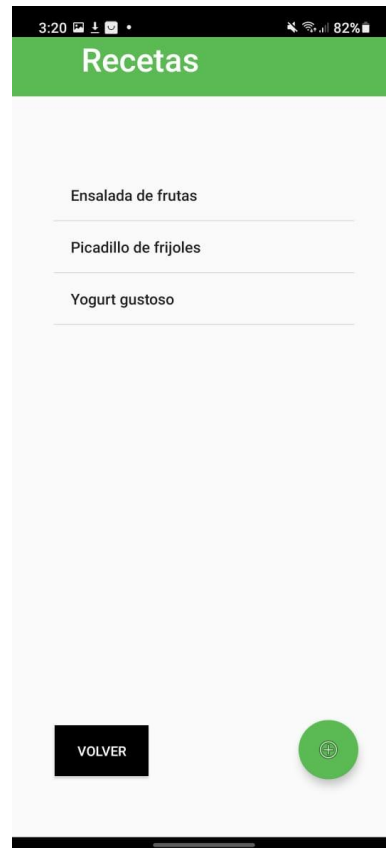 3:20 82%
Recetas
Ensalada de frutas
Picadillo de frijoles
Yogurt gustoso
VOLVER